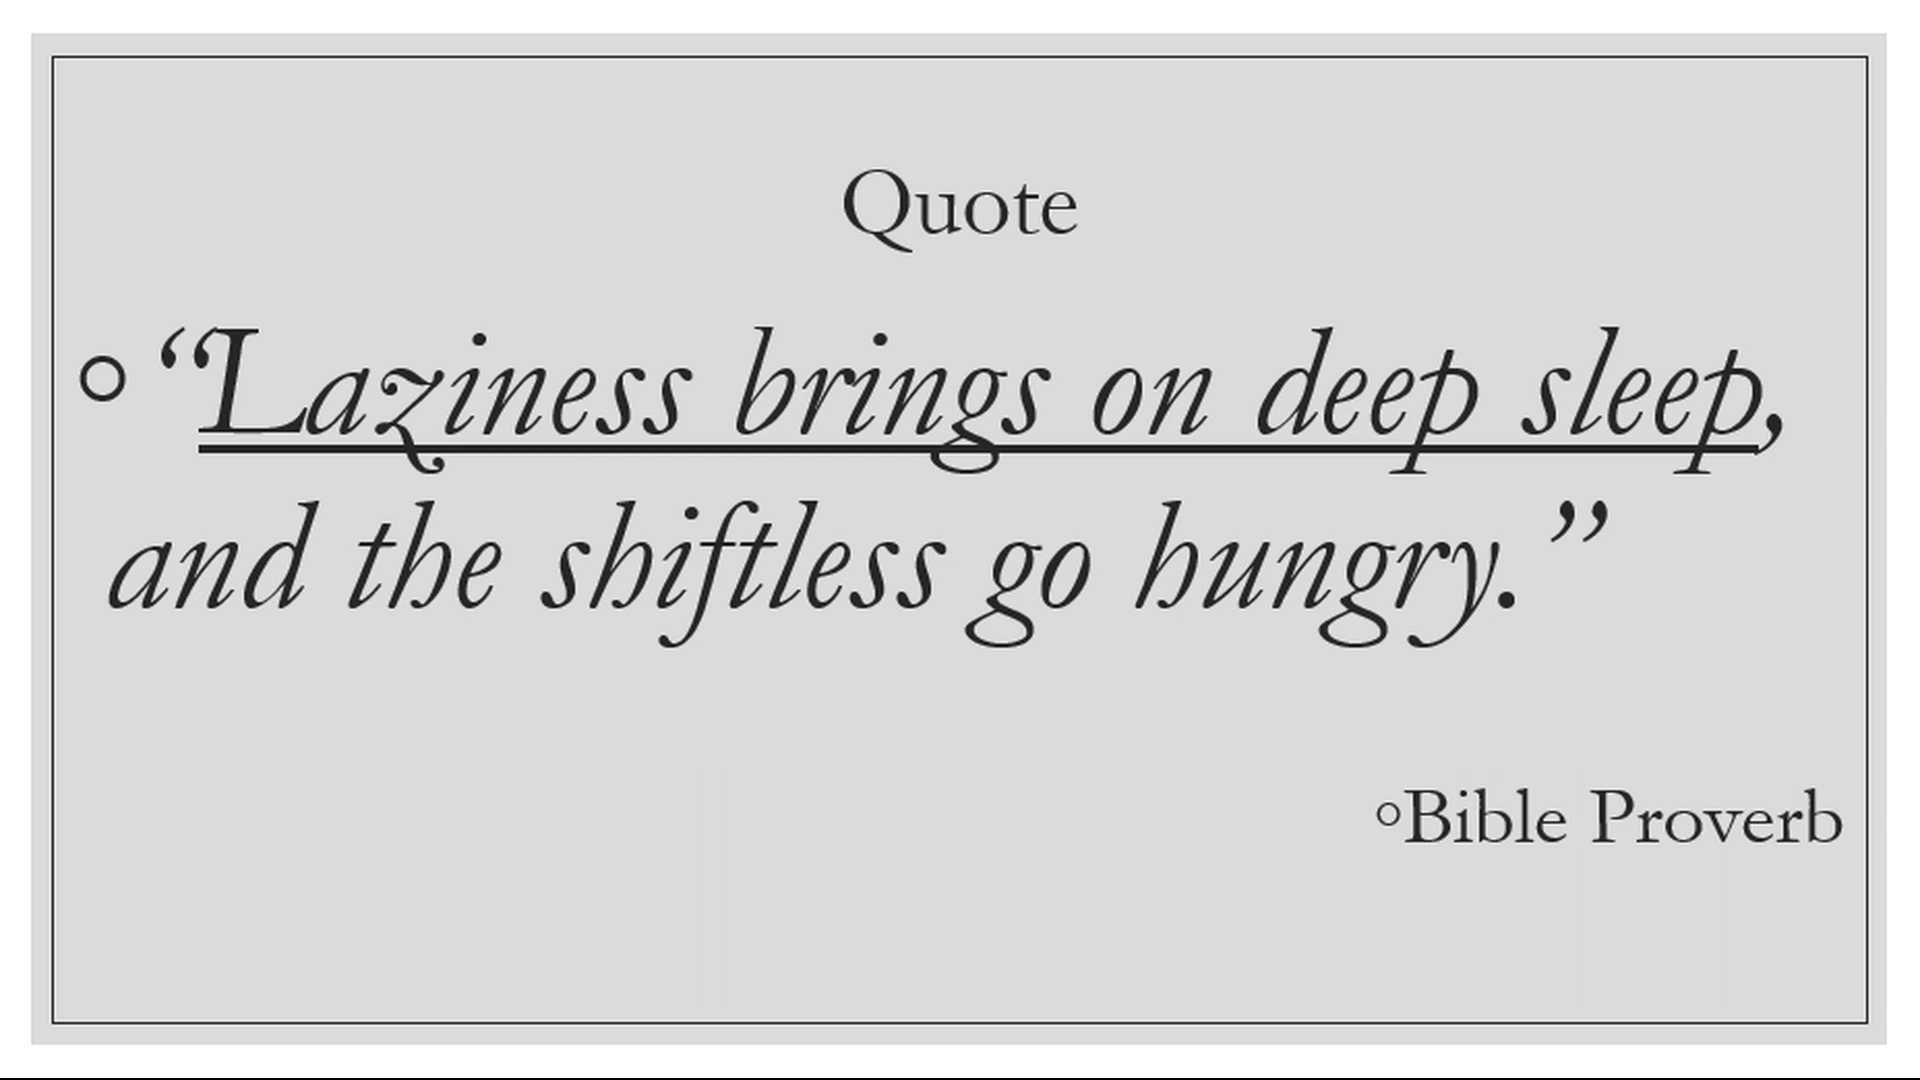 Quote
“Laziness brings on deep sleep,
and the shiftless go hungry.”
Bible Proverb